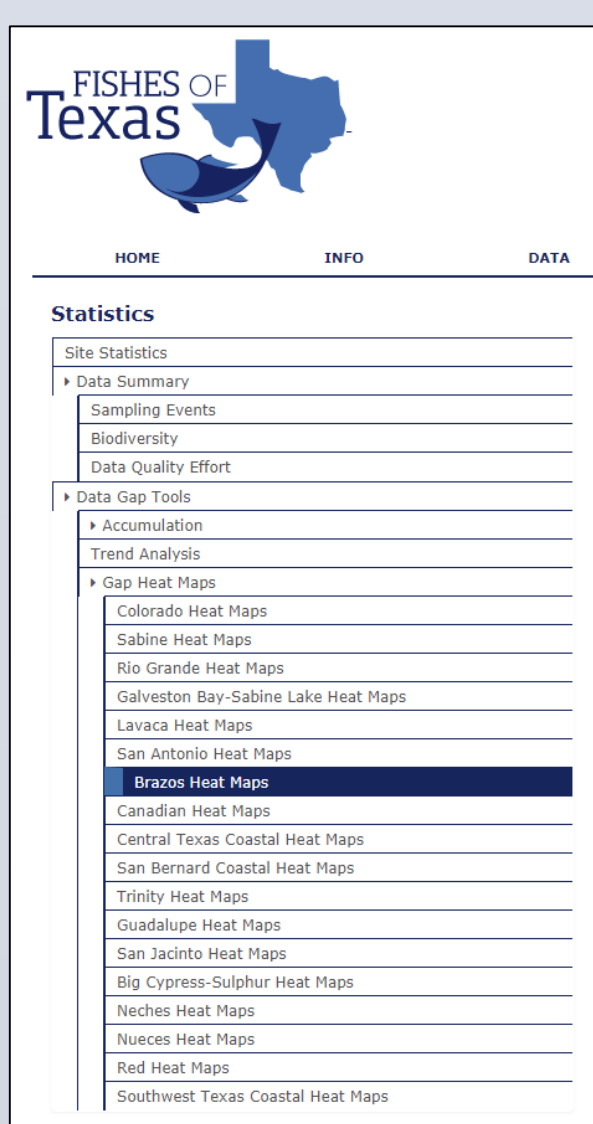 FISHES OF
Texas
HOME INFO DATA
Statistics
Site Statistics
Data Summary
Sampling Events
Biodiversity
Data Quality Effort
Data Gap Tools
Accumulation
Trend Analysis
Gap Heat Maps
Colorado Heat Maps
Sabine Heat Maps
Rio Grande Heat Maps
Galveston Bay-Sabine Lake Heat Maps
Lavaca Heat Maps
San Antonio Heat Maps
Brazos Heat Maps
Canadian Heat Maps
Central Texas Coastal Heat Maps
San Bernard Coastal Heat Maps
Trinity Heat Maps
Guadalupe Heat Maps
San Jacinto Heat Maps
Big Cypress-Sulphur Heat Maps
Neches Heat Maps
Nueces Heat Maps
Red Heat Maps
Southwest Texas Coastal Heat Maps